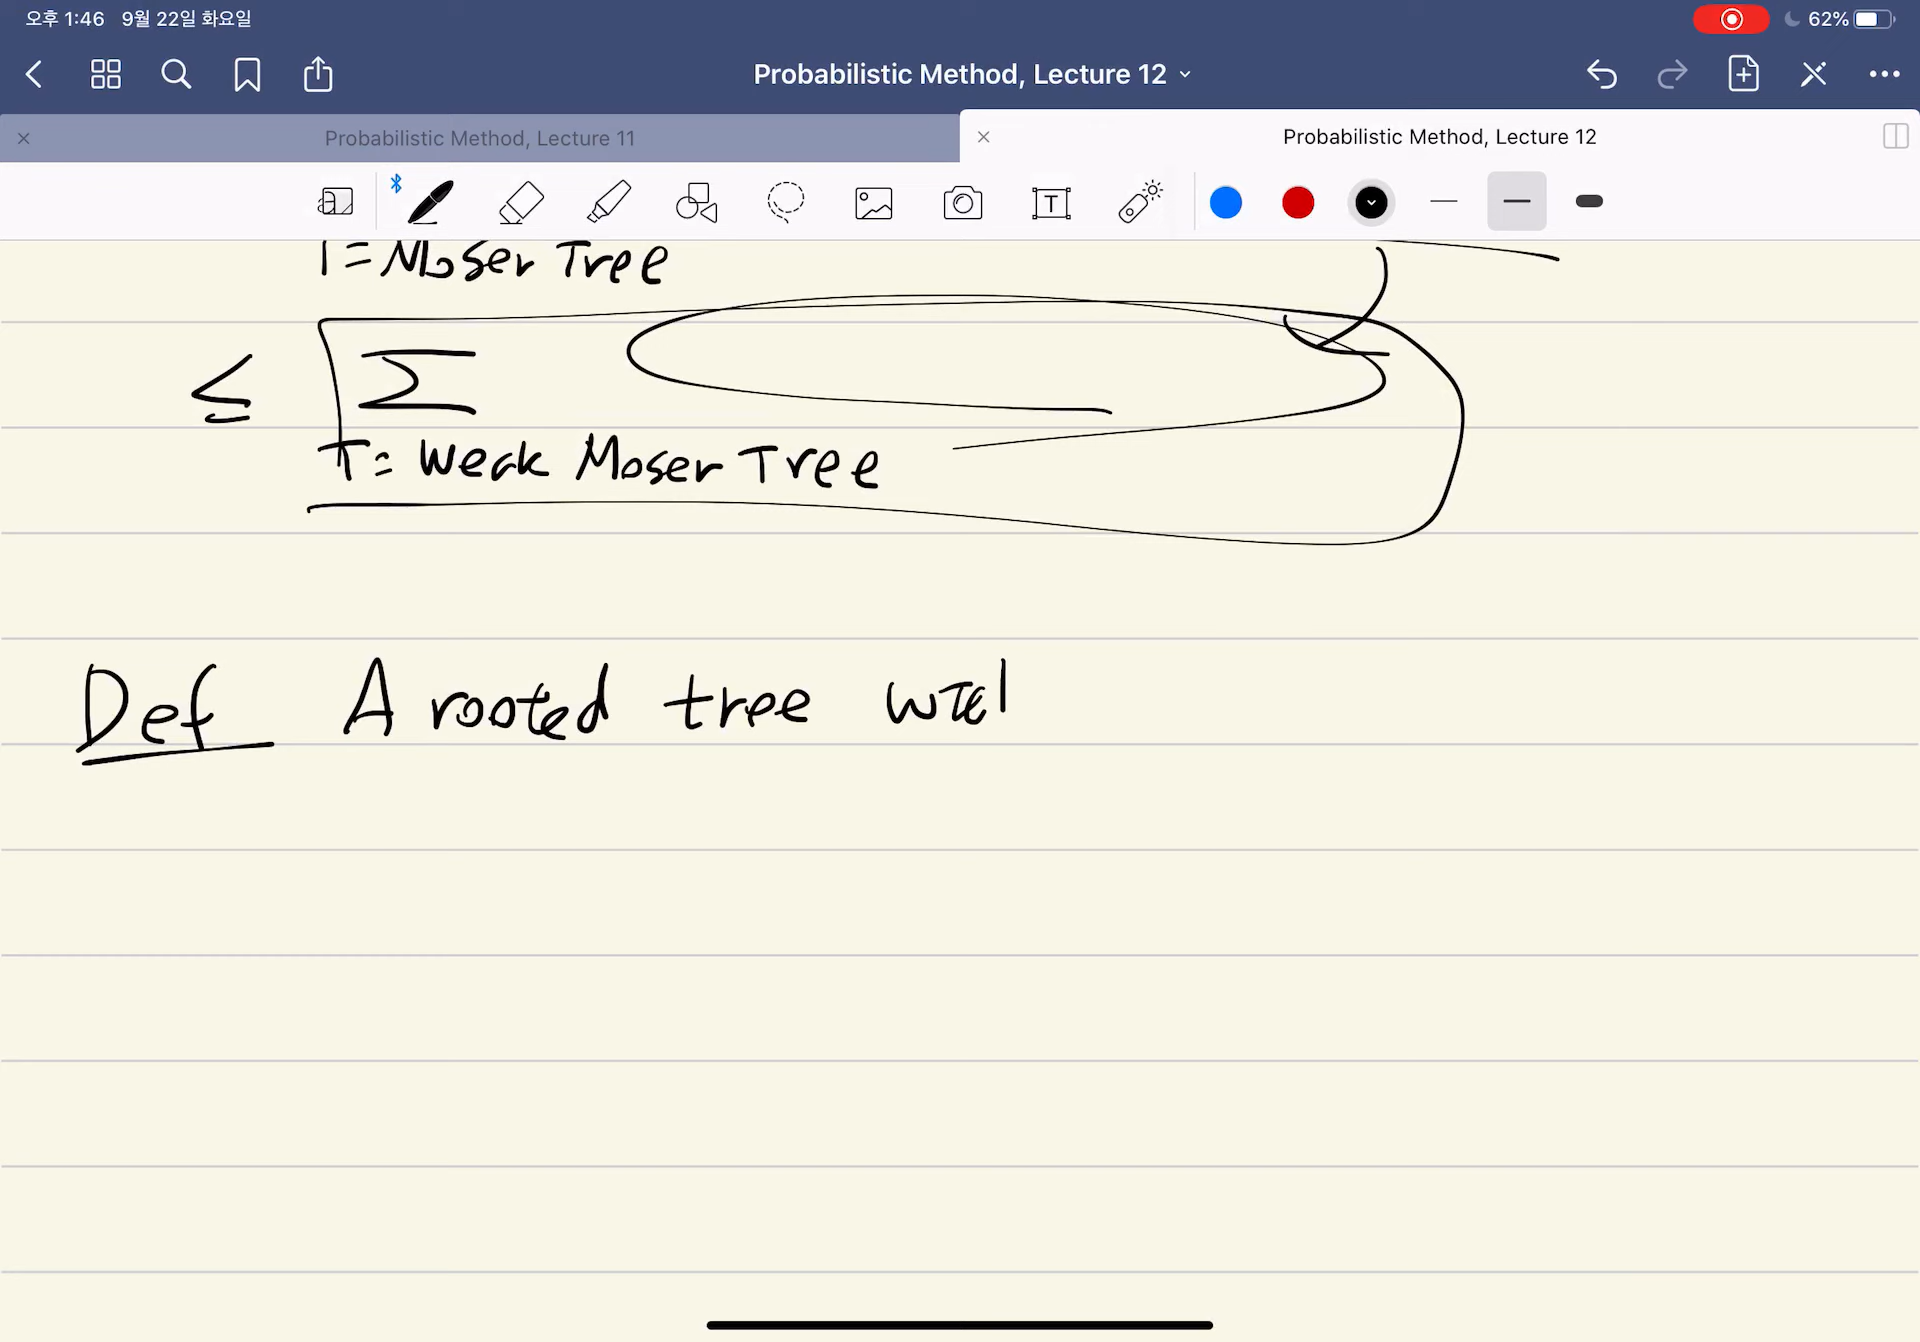 오후 1:46 9월 22일 화요일
62%
Probabilistic Method, Lecture 12
Probabilistic Method, Lecture 11
Probabilistic Method, Lecture 12
T = Moser Tree
≤ Σ
T = Weak Moser Tree
Def A rooted tree